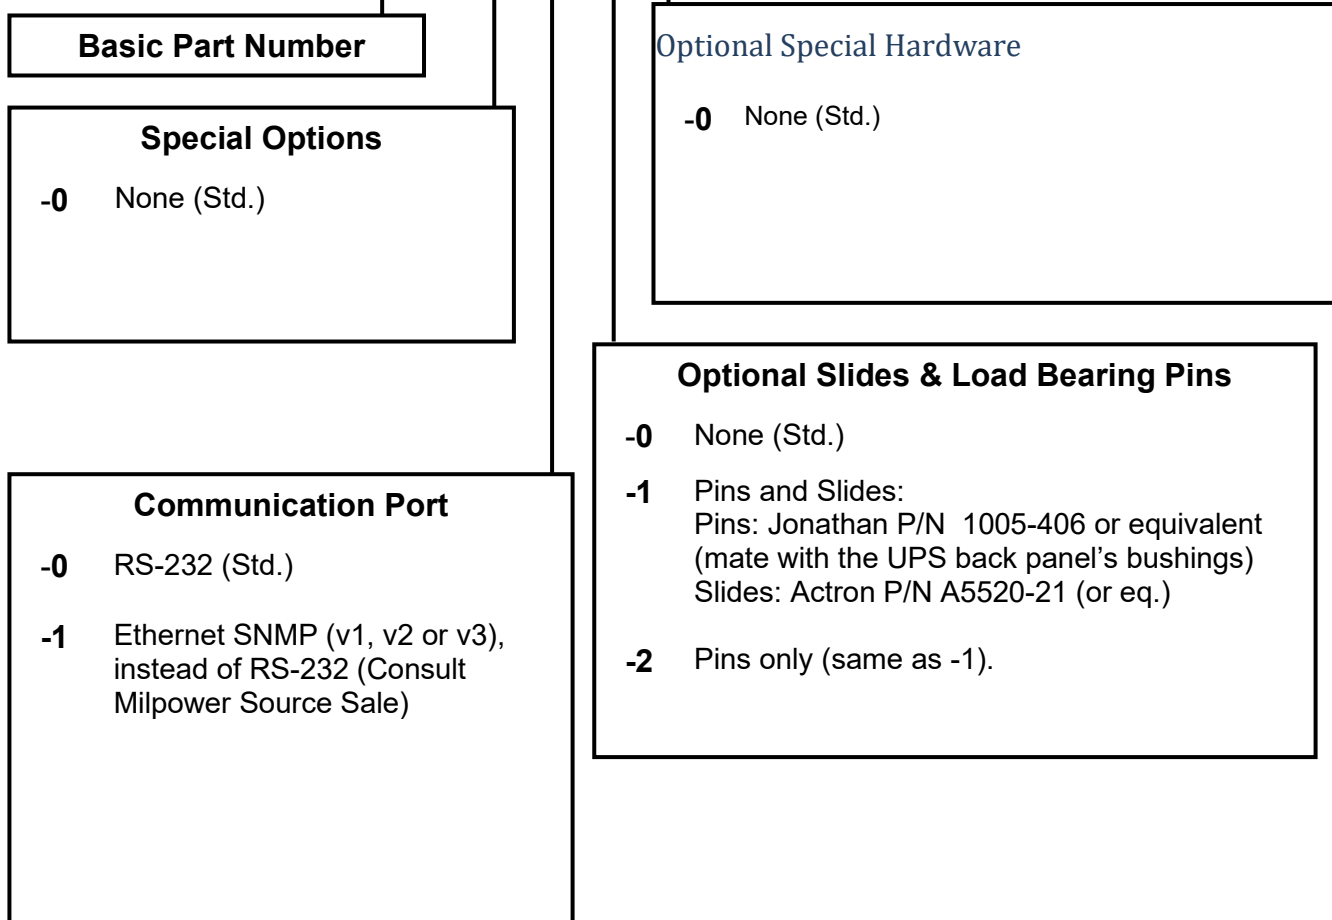 Basic Part Number
Special Options
-0 None (Std.)
Communication Port
-0 RS-232 (Std.)
-1 Ethernet SNMP (v1, v2 or v3),
instead of RS-232 (Consult
Milpower Source Sale)
Optional Special Hardware
-0 None (Std.)
Optional Slides & Load Bearing Pins
-0 None (Std.)
-1 Pins and Slides:
Pins: Jonathan P/N  1005-406 or equivalent
(mate with the UPS back panel’s bushings)
Slides: Actron P/N A5520-21 (or eq.)
-2 Pins only (same as -1).